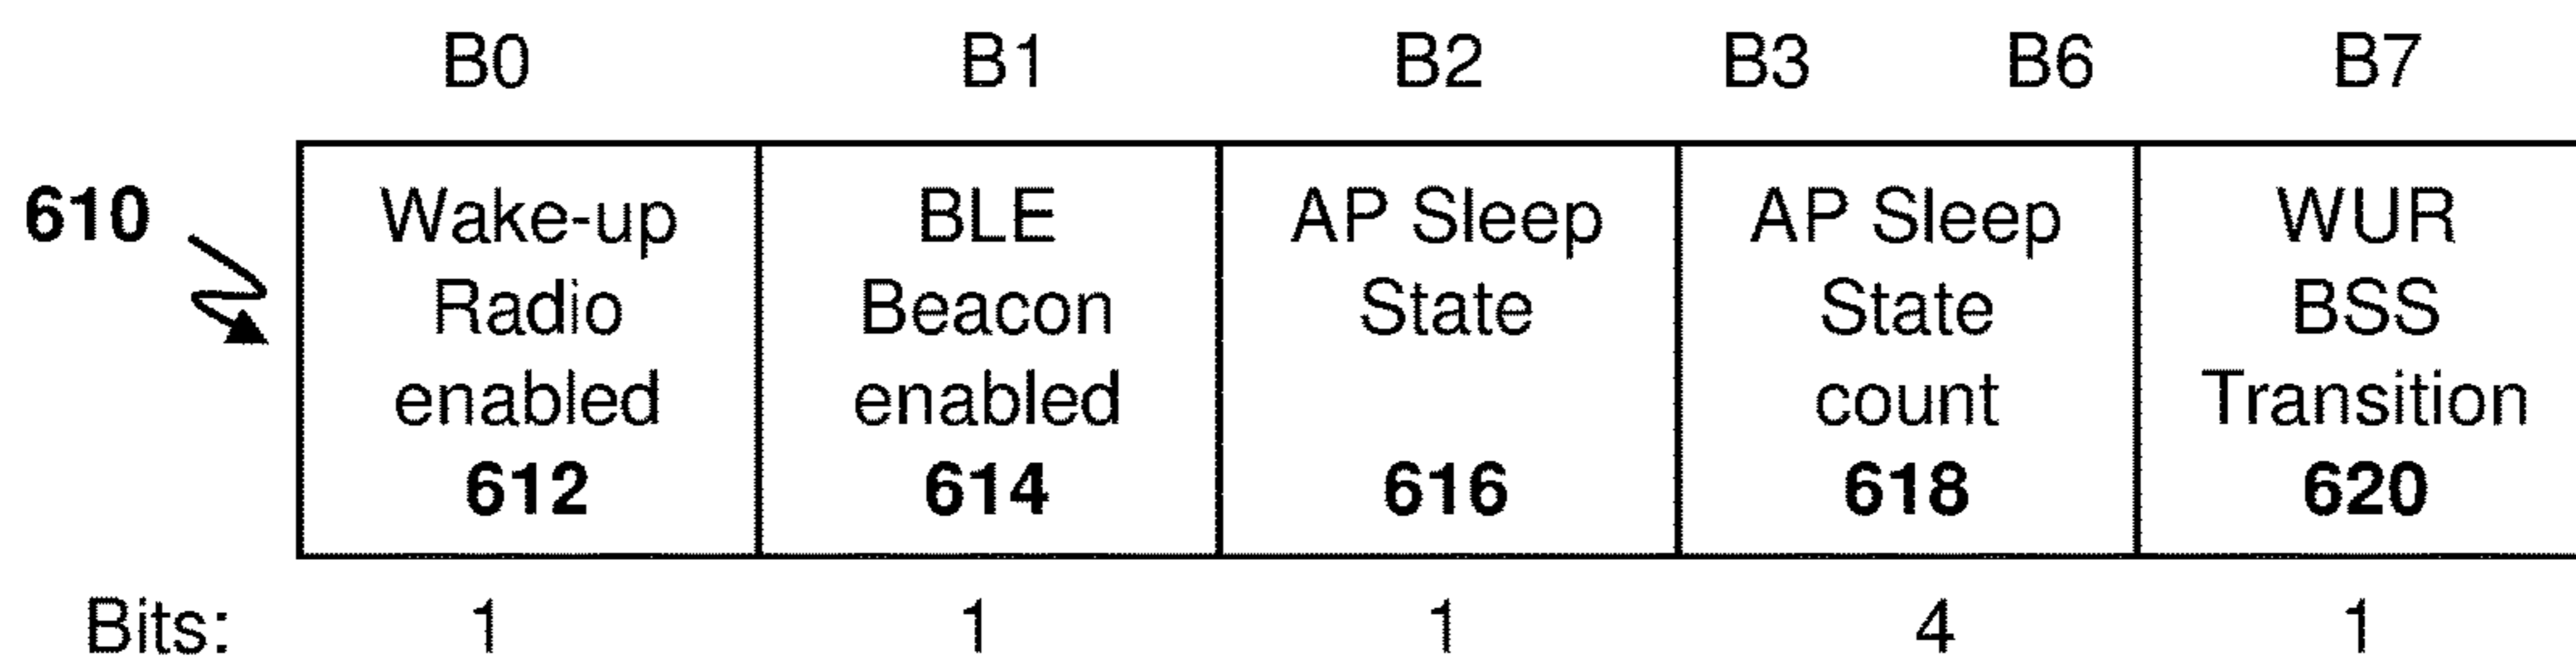 B0 B1 B2 B3 B6 B7
610
Wake-up
Radio
enabled
612
BLE
Beacon
enabled
614
AP Sleep
State
616
AP Sleep
State
count
618
WUR
BSS
Transition
620
Bits: 1 1 1 4 1